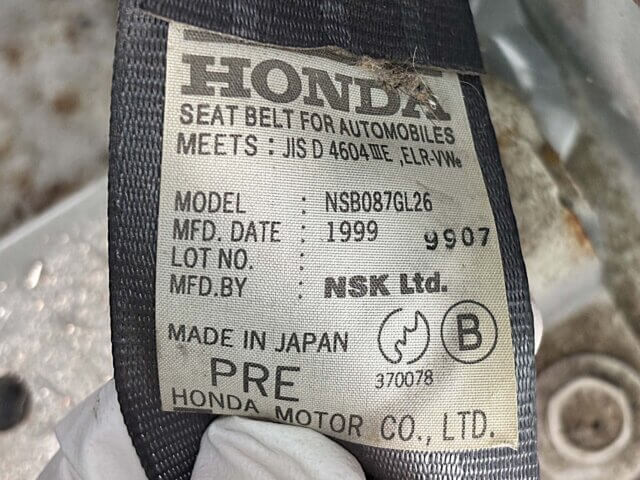 HONDA
SEAT BELT FOR AUTOMOBILES
MEETS : JIS D 4604ⅢE ,ELR-VWe
MODEL : NSB087GL26
MFD. DATE : 1999 9907
LOT NO. :
MFD.BY : NSK Ltd.
MADE IN JAPAN B
370078
PRE
HONDA MOTOR CO., LTD.